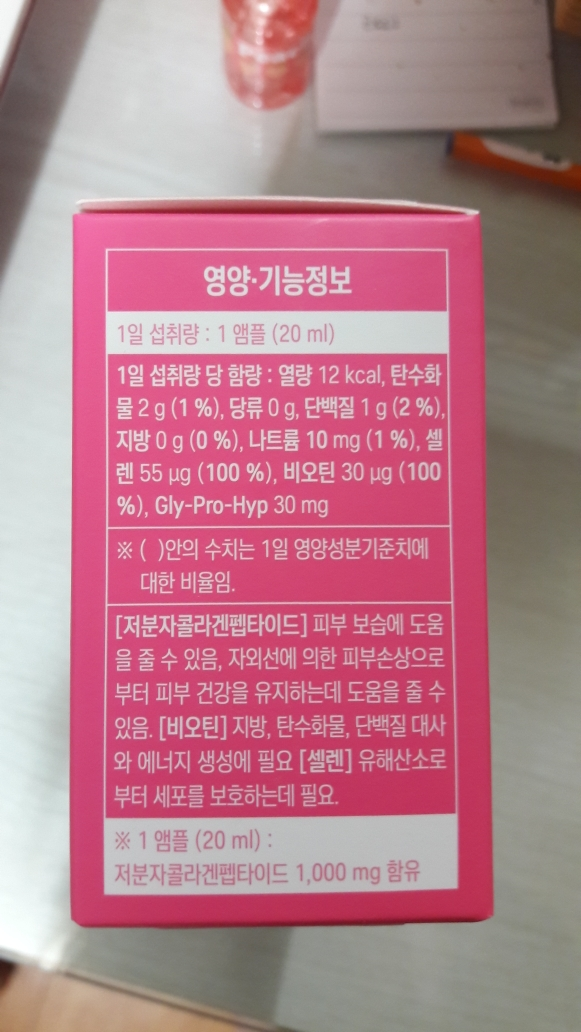 영양·기능정보
1일 섭취량 : 1 앰플 (20 ml)
1일 섭취량 당 함량 : 열량 12 kcal, 탄수화
물 2 g (1 %), 당류 0 g, 단백질 1 g (2 %),
지방 0 g (0 %), 나트륨 10 mg (1 %), 셀
렌 55 µg (100 %), 비오틴 30 µg (100
%), Gly-Pro-Hyp 30 mg
※ ( )안의 수치는 1일 영양성분기준치에
대한 비율임.
[저분자콜라겐펩타이드] 피부 보습에 도움
을 줄 수 있음, 자외선에 의한 피부손상으로
부터 피부 건강을 유지하는데 도움을 줄 수
있음. [비오틴] 지방, 탄수화물, 단백질 대사
와 에너지 생성에 필요 [셀렌] 유해산소로
부터 세포를 보호하는데 필요.
※ 1 앰플 (20 ml) :
저분자콜라겐펩타이드 1,000 mg 함유